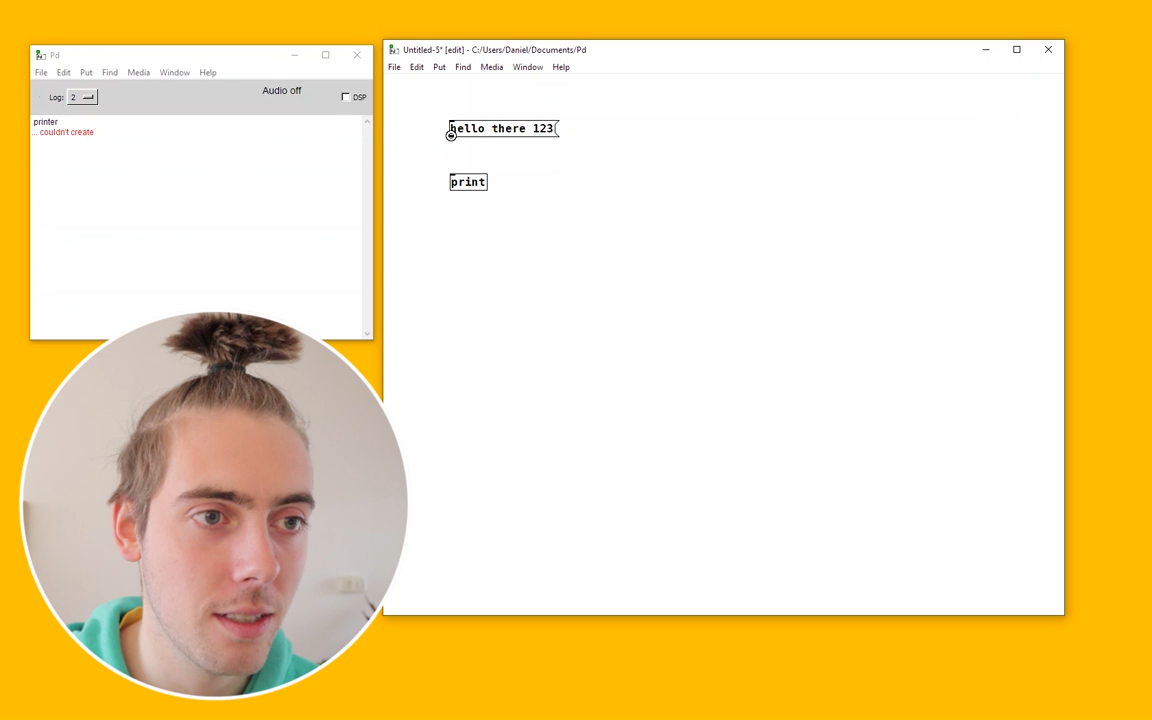 Pd
File Edit Put Find Media Window Help
Log: 2 Audio off DSP
printer
... couldn't create
Untitled-5* [edit] - C:/Users/Daniel/Documents/Pd
File Edit Put Find Media Window Help
hello there 123
print